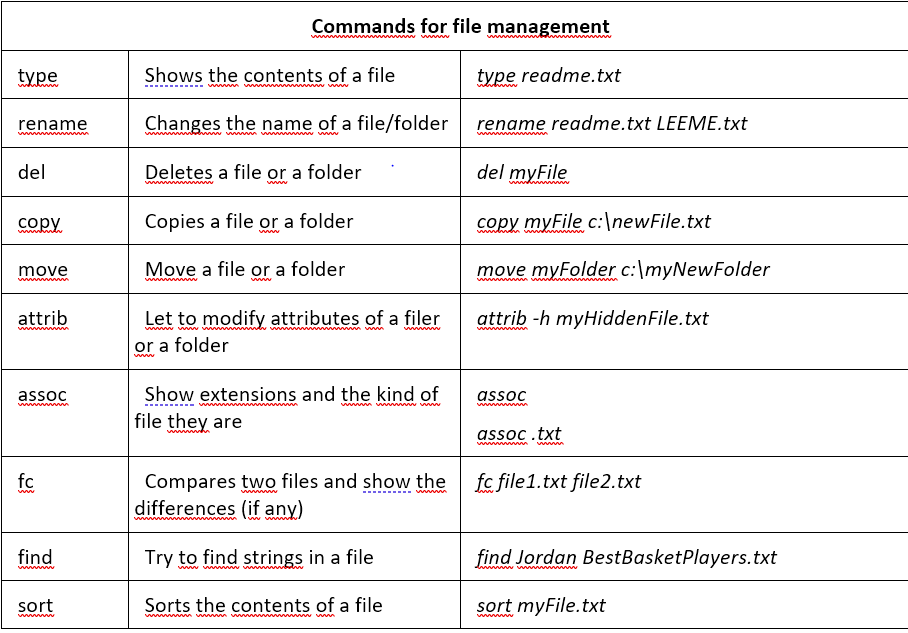 Commands for file management
type Shows the contents of a file type readme.txt
rename Changes the name of a file/folder rename readme.txt LEEME.txt
del Deletes a file or a folder del myFile
copy Copies a file or a folder copy myFile c:\newFile.txt
move Move a file or a folder move myFolder c:\myNewFolder
attrib Let to modify attributes of a filer attrib -h myHiddenFile.txt
or a folder
assoc Show extensions and the kind of assoc
file they are
assoc .txt
fc Compares two files and show the fc file1.txt file2.txt
differences (if any)
find Try to find strings in a file find Jordan BestBasketPlayers.txt
sort Sorts the contents of a file sort myFile.txt